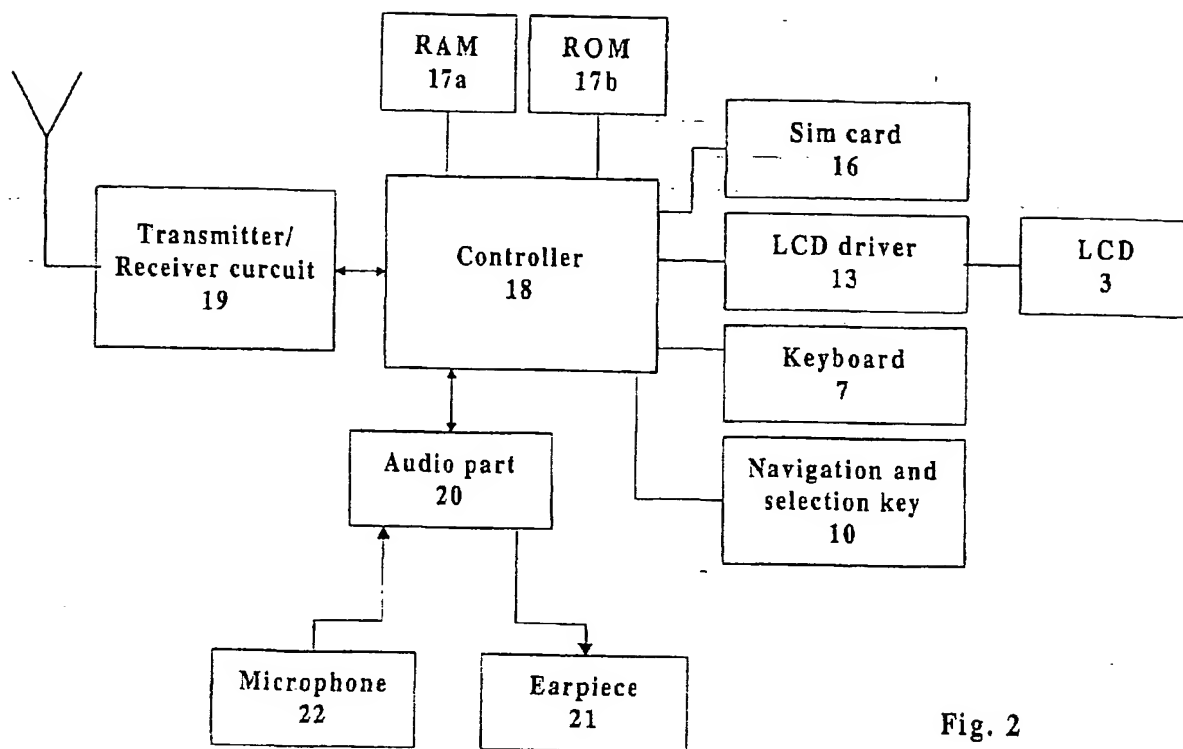 RAM
17a
ROM
17b
Sim card
16
Transmitter/
Receiver curcuit
19
Controller
18
LCD driver
13
LCD
3
Keyboard
7
Audio part
20
Navigation and
selection key
10
Microphone
22
Earpiece
21
Fig. 2